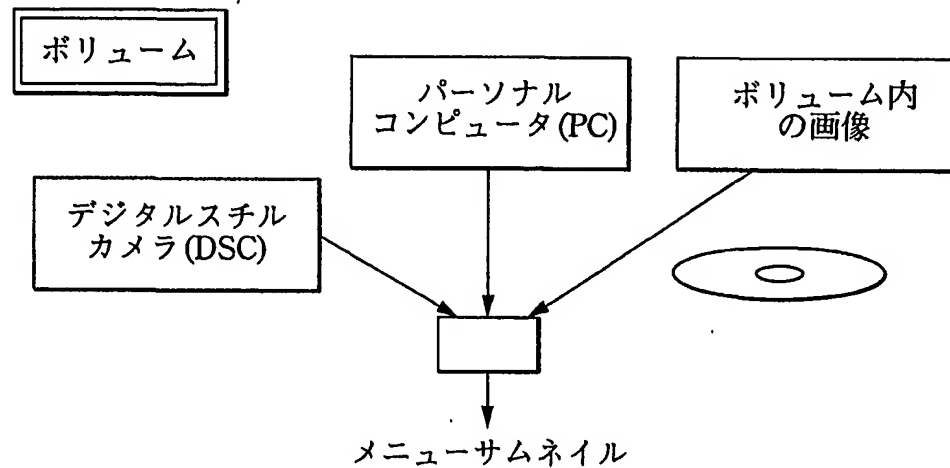 ボリューム
パーソナル
コンピュータ(PC)
ボリューム内
の画像
デジタルスチル
カメラ(DSC)
メニューサムネイル